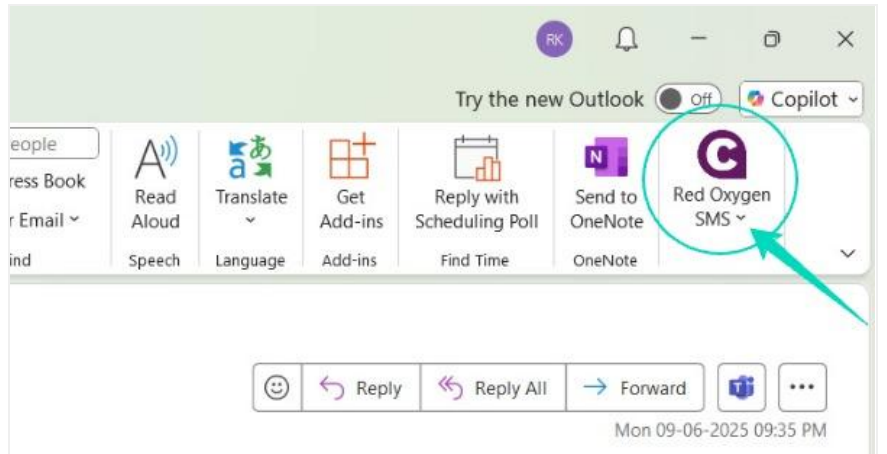 RK
Try the new Outlook Off Copilot
eople
ress Book
r Email
ind
Read
Aloud
Speech
Translate
Language
Get
Add-ins
Add-ins
Reply with
Scheduling Poll
Find Time
N
Send to
OneNote
OneNote
Red Oxygen
SMS
Reply Reply All Forward
Mon 09-06-2025 09:35 PM